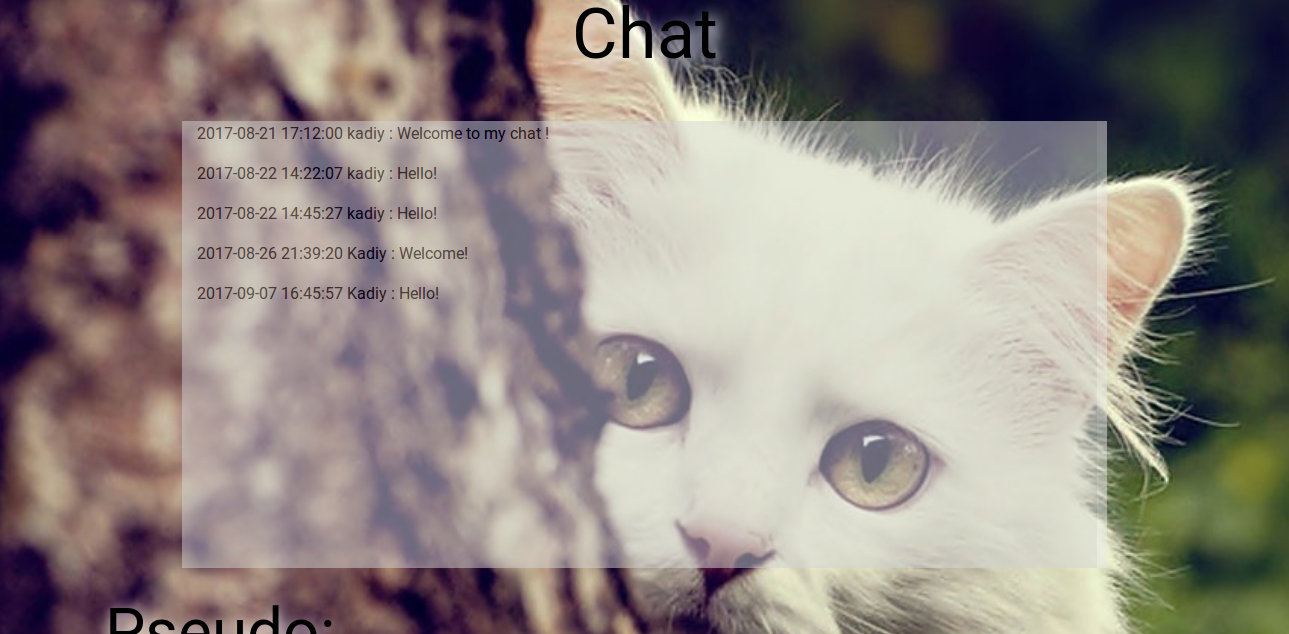 Chat
2017-08-21 17:12:00 kadiy : Welcome to my chat !
2017-08-22 14:22:07 kadiy : Hello!
2017-08-22 14:45:27 kadiy : Hello!
2017-08-26 21:39:20 Kadiy : Welcome!
2017-09-07 16:45:57 Kadiy : Hello!
Pseudo: